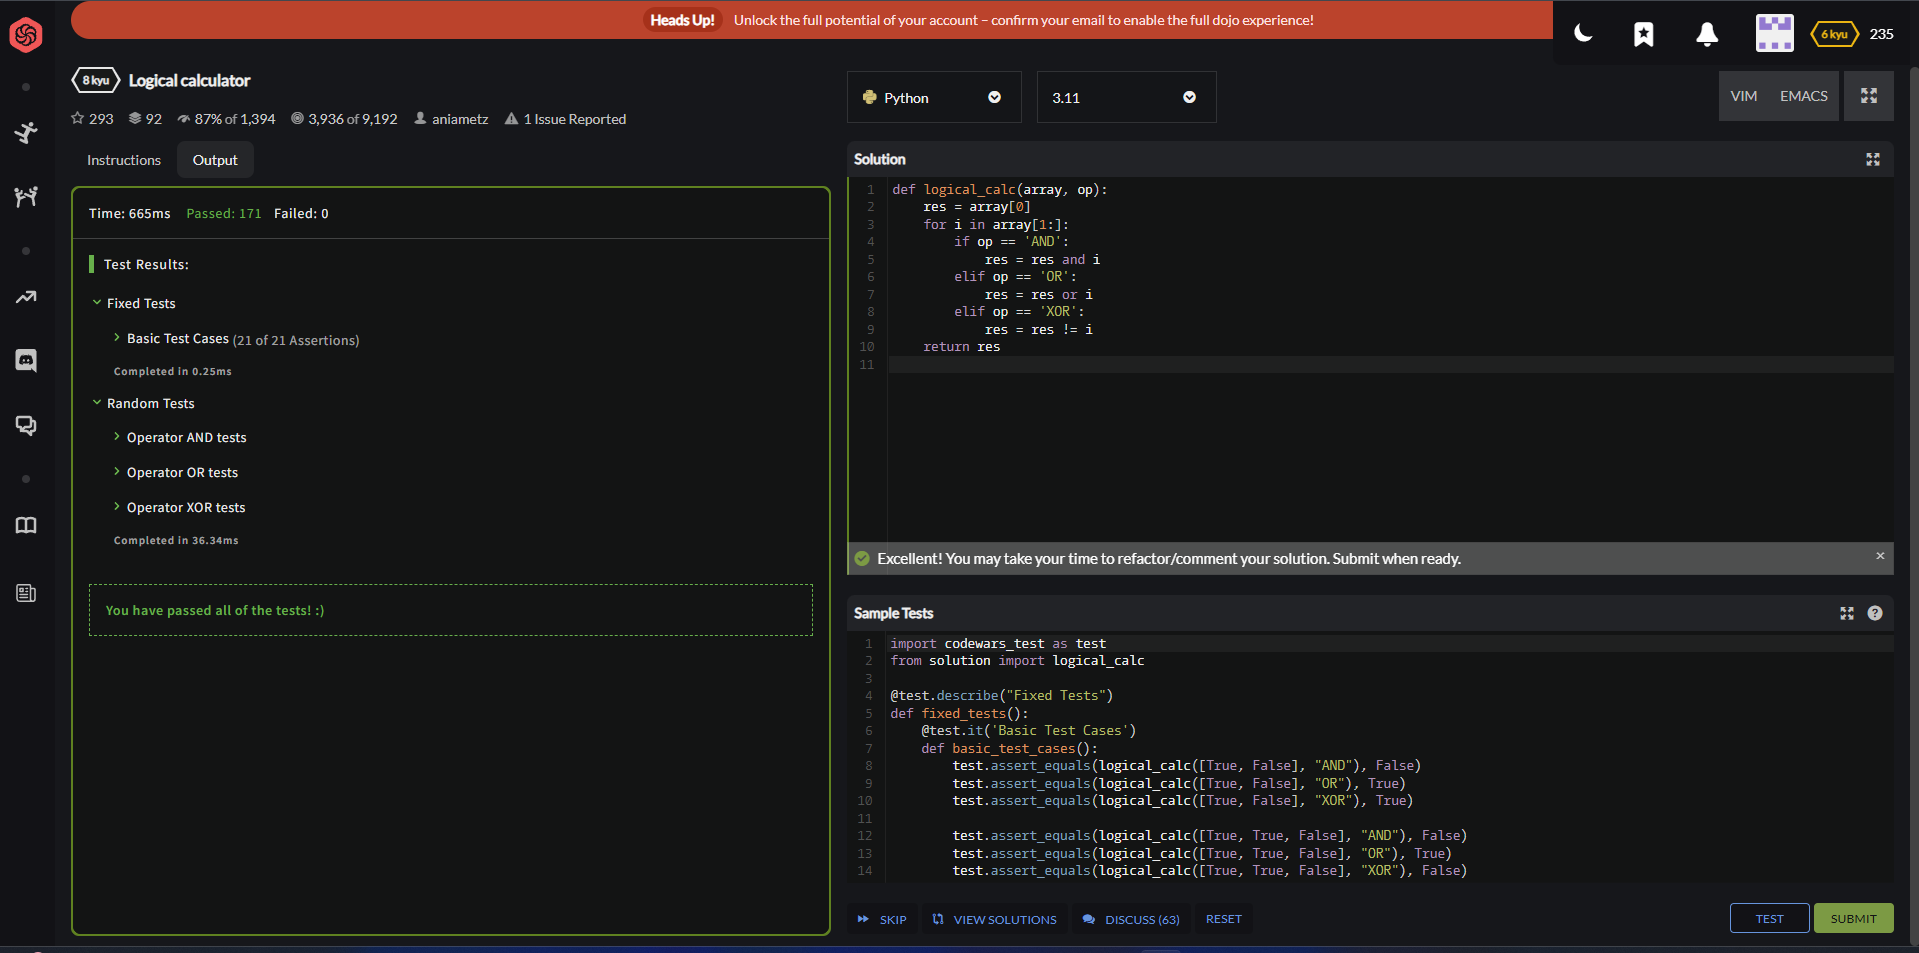 Heads Up! Unlock the full potential of your account – confirm your email to enable the full dojo experience!
6 kyu 235
8 kyu Logical calculator
293 92 87% of 1,394 3,936 of 9,192 aniametz 1 Issue Reported
Instructions Output
Time: 665ms Passed: 171 Failed: 0
Test Results:
Fixed Tests
Basic Test Cases (21 of 21 Assertions)
Completed in 0.25ms
Random Tests
Operator AND tests
Operator OR tests
Operator XOR tests
Completed in 36.34ms
You have passed all of the tests! :)
Python 3.11 VIM EMACS
Solution
1 def logical_calc(array, op):
2 res = array[0]
3 for i in array[1:]:
4 if op == 'AND':
5 res = res and i
6 elif op == 'OR':
7 res = res or i
8 elif op == 'XOR':
9 res = res != i
10 return res
11
Excellent! You may take your time to refactor/comment your solution. Submit when ready. ×
Sample Tests ?
1 import codewars_test as test
2 from solution import logical_calc
3
4 @test.describe("Fixed Tests")
5 def fixed_tests():
6 @test.it('Basic Test Cases')
7 def basic_test_cases():
8 test.assert_equals(logical_calc([True, False], "AND"), False)
9 test.assert_equals(logical_calc([True, False], "OR"), True)
10 test.assert_equals(logical_calc([True, False], "XOR"), True)
11
12 test.assert_equals(logical_calc([True, True, False], "AND"), False)
13 test.assert_equals(logical_calc([True, True, False], "OR"), True)
14 test.assert_equals(logical_calc([True, True, False], "XOR"), False)
SKIP VIEW SOLUTIONS DISCUSS (63) RESET TEST SUBMIT